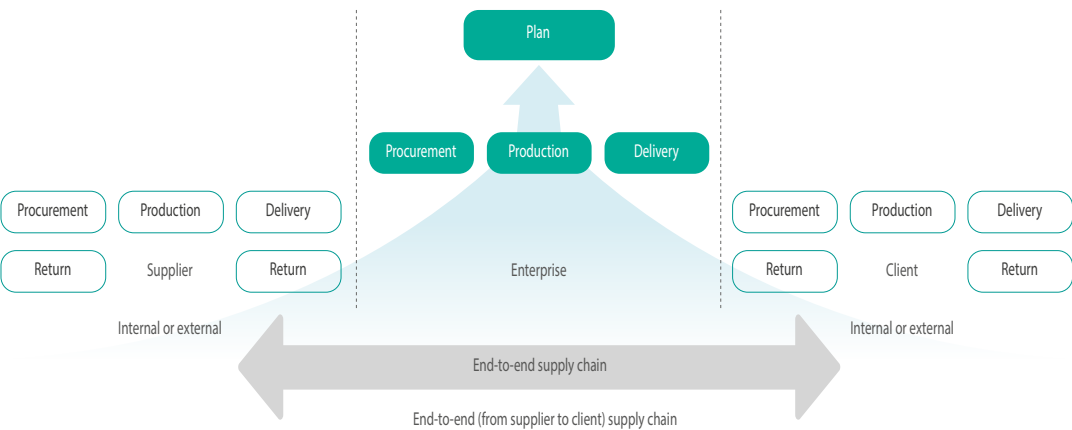 Plan
Procurement Production Delivery
Procurement Production Delivery
Procurement Production Delivery
Return Supplier Return
Enterprise
Return Client Return
Internal or external
Internal or external
End-to-end supply chain
End-to-end (from supplier to client) supply chain